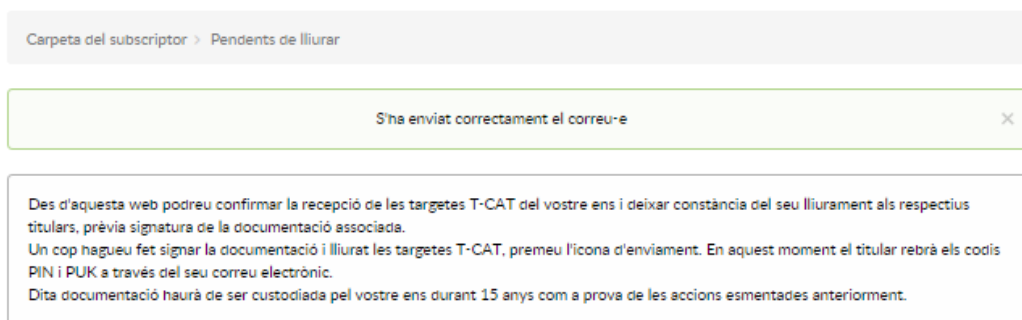 Carpeta del subscriptor > Pendents de lliurar
S'ha enviat correctament el correu-e ×
Des d'aquesta web podreu confirmar la recepció de les targetes T-CAT del vostre ens i deixar constància del seu lliurament als respectius
titulars, prèvia signatura de la documentació associada.
Un cop hagueu fet signar la documentació i lliurat les targetes T-CAT, premeu l'icona d'enviament. En aquest moment el titular rebrà els codis
PIN i PUK a través del seu correu electrònic.
Dita documentació haurà de ser custodiada pel vostre ens durant 15 anys com a prova de les accions esmentades anteriorment.